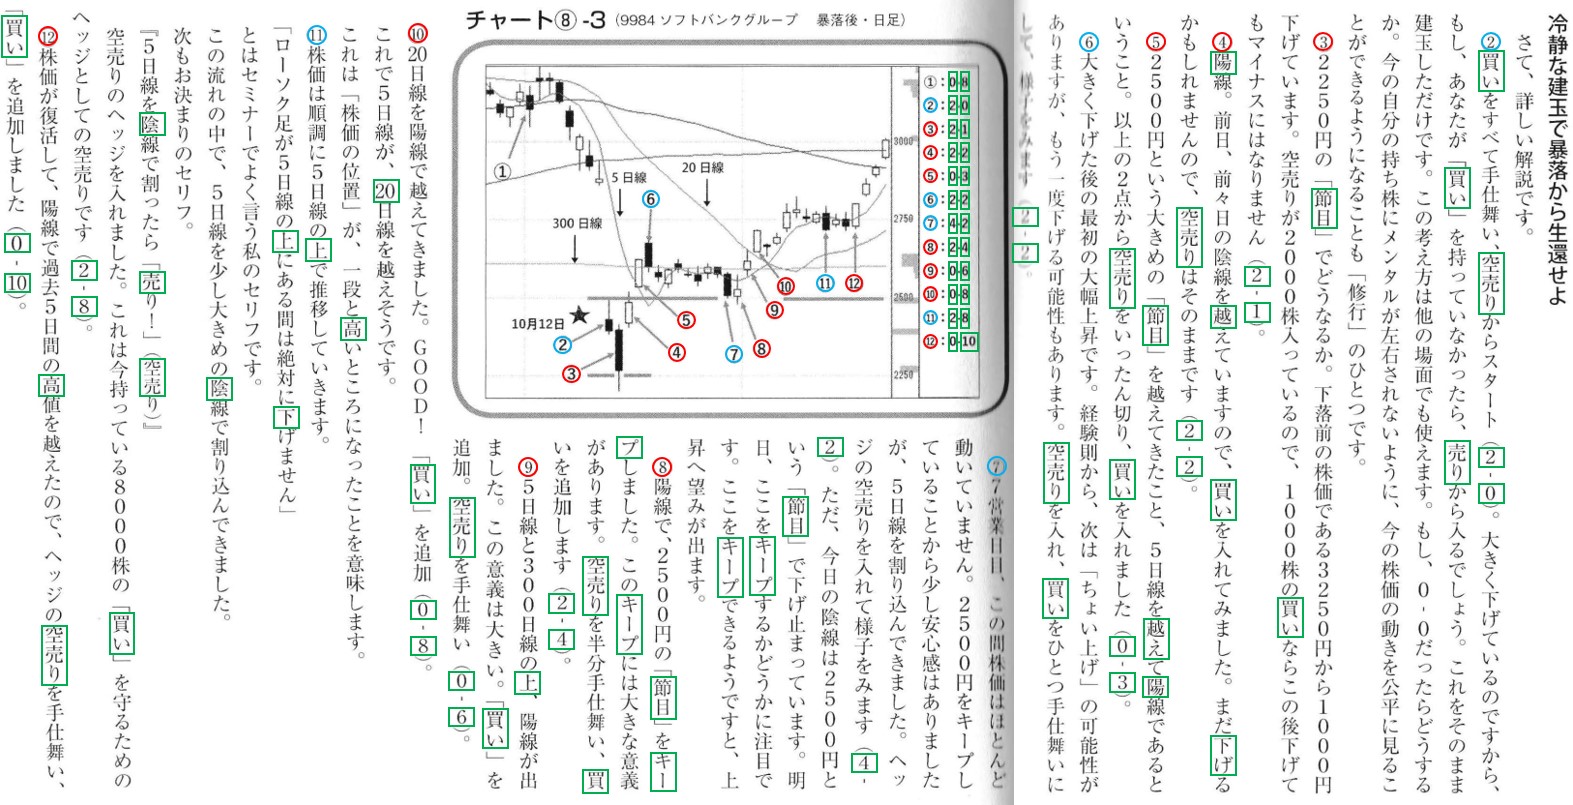 冷静な建玉で暴落から生還せよ
さて、詳しい解説です。
②買いをすべて手仕舞い、空売りからスタート（2-0）。大きく下げているのですから、
もし、あなたが「買い」を持っていなかったら、売りから入るでしょう。これをそのまま
建玉しただけです。この考え方は他の場面でも使えます。もし、0-0だったらどうする
か。今の自分の持ち株にメンタルが左右されないように、今の株価の動きを公平に見るこ
とができるようになることも「修行」のひとつです。
③2250円の「節目」でどうなるか。下落前の株価である3250円から1000円
下げています。空売りが2000株入っているので、1000株の買いならこの後下げて
もマイナスにはなりません（2-1）。
④陽線。前日、前々日の陰線を越えていますので、買いを入れてみました。まだ下げる
かもしれませんので、空売りはそのままです（2-2）。
⑤2500円という大きめの「節目」を越えてきたこと、5日線を越えて陽線であると
いうこと。以上の2点から空売りをいったん切り、買いを入れました（0-3）。
⑥大きく下げた後の最初の大幅上昇です。経験則から、次は「ちょい上げ」の可能性が
ありますが、もう一度下げる可能性もあります。空売りを入れ、買いをひとつ手仕舞いに
して、様子をみます（2-2）。
チャート⑧-3（9984 ソフトバンクグループ　暴落後・日足）
①
5日線
20日線
300日線
10月12日
②
③
④
⑤
⑥
⑦
⑧
⑨
⑩
⑪
⑫
3000
2750
2500
2250
①：0-8
②：2-0
③：2-1
④：2-2
⑤：0-3
⑥：2-2
⑦：4-2
⑧：2-4
⑨：0-6
⑩：0-8
⑪：2-8
⑫：0-10
⑦7営業日目、この間株価はほとんど
動いていません。2500円をキープし
ていることから少し安心感はありました
が、5日線を割り込んできました。ヘッ
ジの空売りを入れて様子をみます（4-
2）。ただ、今日の陰線は2500円と
いう「節目」で下げ止まっています。明
日、ここをキープするかどうかに注目で
す。ここをキープできるようですと、上
昇へ望みが出ます。
⑧陽線で、2500円の「節目」をキー
プしました。このキープには大きな意義
があります。空売りを半分手仕舞い、買
いを追加します（2-4）。
⑨5日線と300日線の上、陽線が出
ました。この意義は大きい。「買い」を
追加。空売りを手仕舞い（0-6）。
⑩20日線を陽線で越えてきました。GOOD！「買い」を追加（0-8）。
これで5日線が、20日線を越えそうです。
これは「株価の位置」が、一段と高いところになったことを意味します。
⑪株価は順調に5日線の上で推移していきます。
「ローソク足が5日線の上にある間は絶対に下げません」
とはセミナーでよく言う私のセリフです。
この流れの中で、5日線を少し大きめの陰線で割り込んできました。
次もお決まりのセリフ。
『5日線を陰線で割ったら「売り！」（空売り）』
空売りのヘッジを入れました。これは今持っている8000株の「買い」を守るための
ヘッジとしての空売りです（2-8）。
⑫株価が復活して、陽線で過去5日間の高値を越えたので、ヘッジの空売りを手仕舞い、
「買い」を追加しました（0-10）。